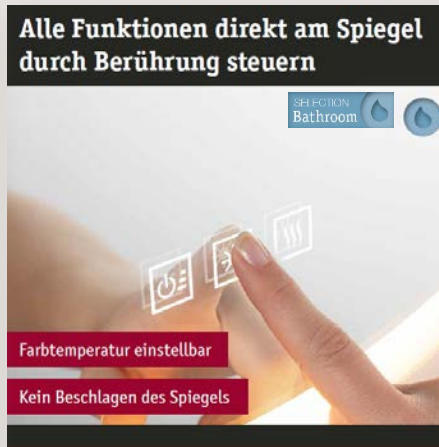 Alle Funktionen direkt am Spiegel
durch Berührung steuern
SELECTION
Bathroom
Farbtemperatur einstellbar
Kein Beschlagen des Spiegels